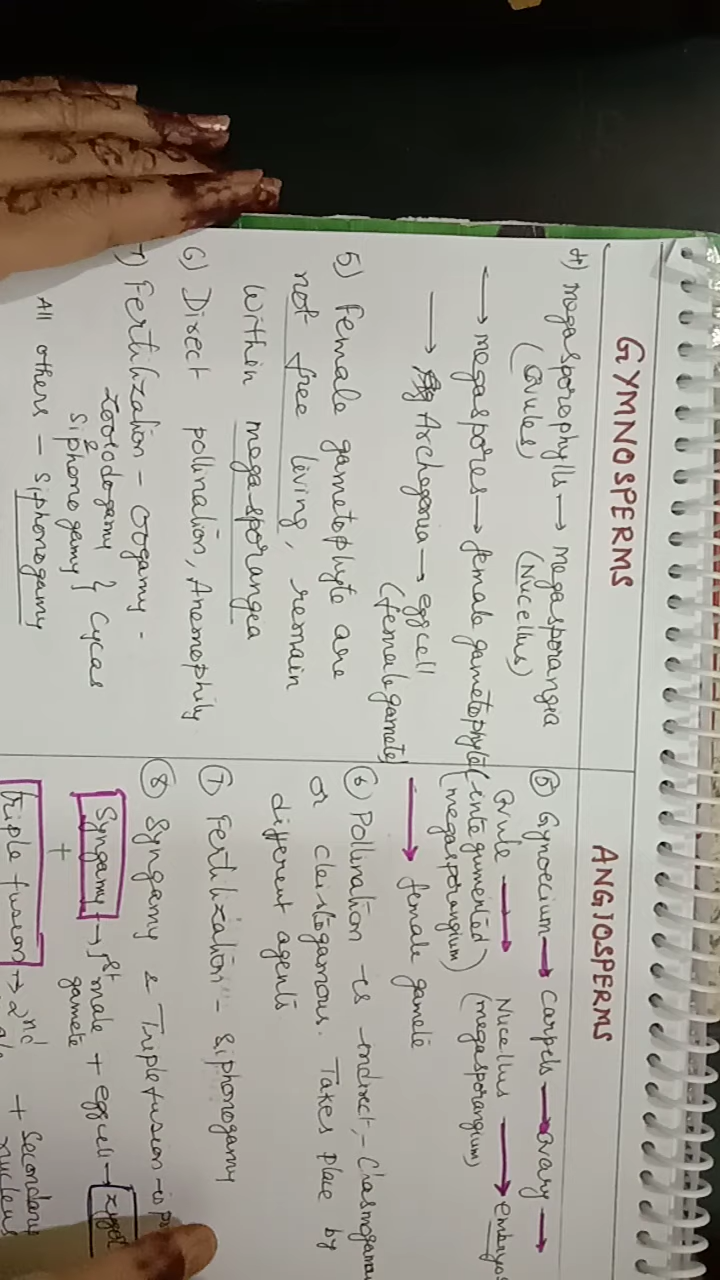 GYMNOSPERMS
4) Megasporophylls → Megasporangia
(Ovules) (Nucellus)
→ megaspores → female gametophyte
→ Archegonia → egg cell
(female gamete)
5) Female gametophyte are
not free living, remain
within megasporangea
6) Direct pollination, Anemophily
7) Fertilization - Oogamy -
Zooidogamy
& } Cycas
Siphonogamy
All others - Siphonogamy
ANGIOSPERMS
⑤ Gynoecium → Carpels → Ovary →
Ovule → Nucellus →
(integumented (megasporangium)
megasporangium)
→ female gamete
⑥ Pollination is indirect, - Chasmogamou
or cleistogamous. Takes place by
different agents
⑦ Fertilization - Siphonogamy
⑧ Syngamy & Triple fusion is
Syngamy → 1st male + egg cell →
gamete
+
Triple fusion → 2nd + Secondary
nucleus